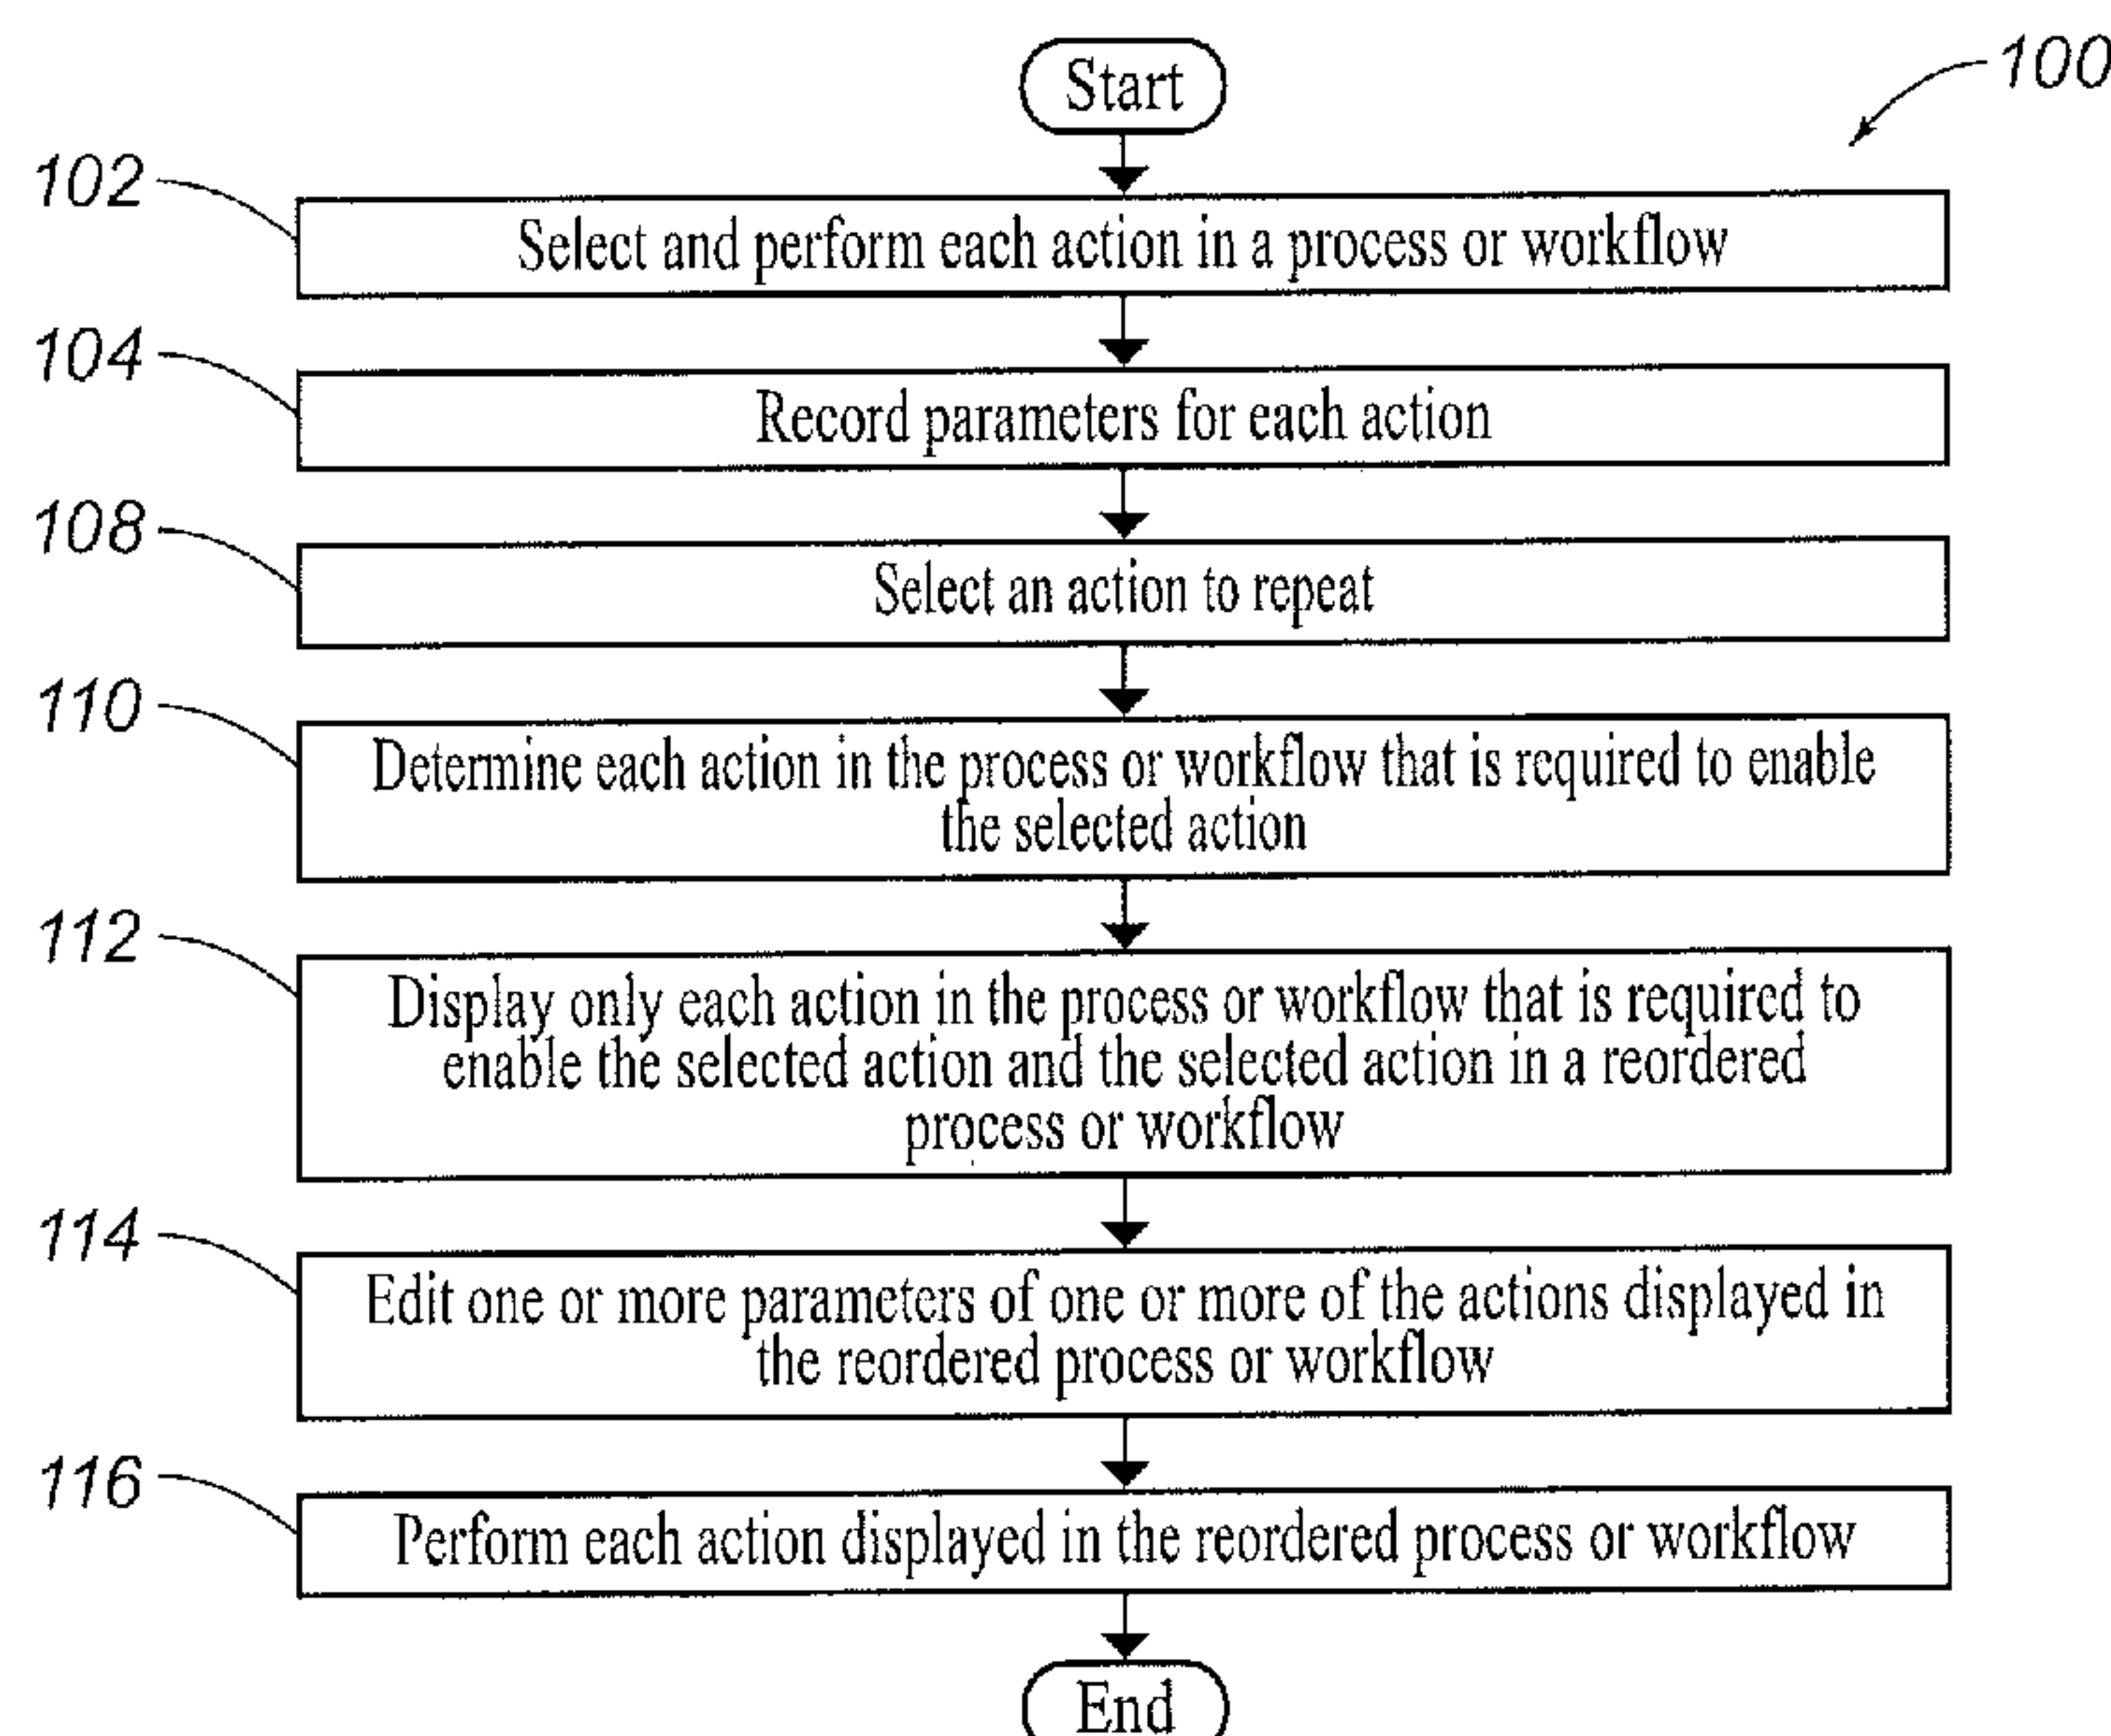 Start
100
102
Select and perform each action in a process or workflow
104
Record parameters for each action
108
Select an action to repeat
110
Determine each action in the process or workflow that is required to enable
the selected action
112
Display only each action in the process or workflow that is required to
enable the selected action and the selected action in a reordered
process or workflow
114
Edit one or more parameters of one or more of the actions displayed in
the reordered process or workflow
116
Perform each action displayed in the reordered process or workflow
End